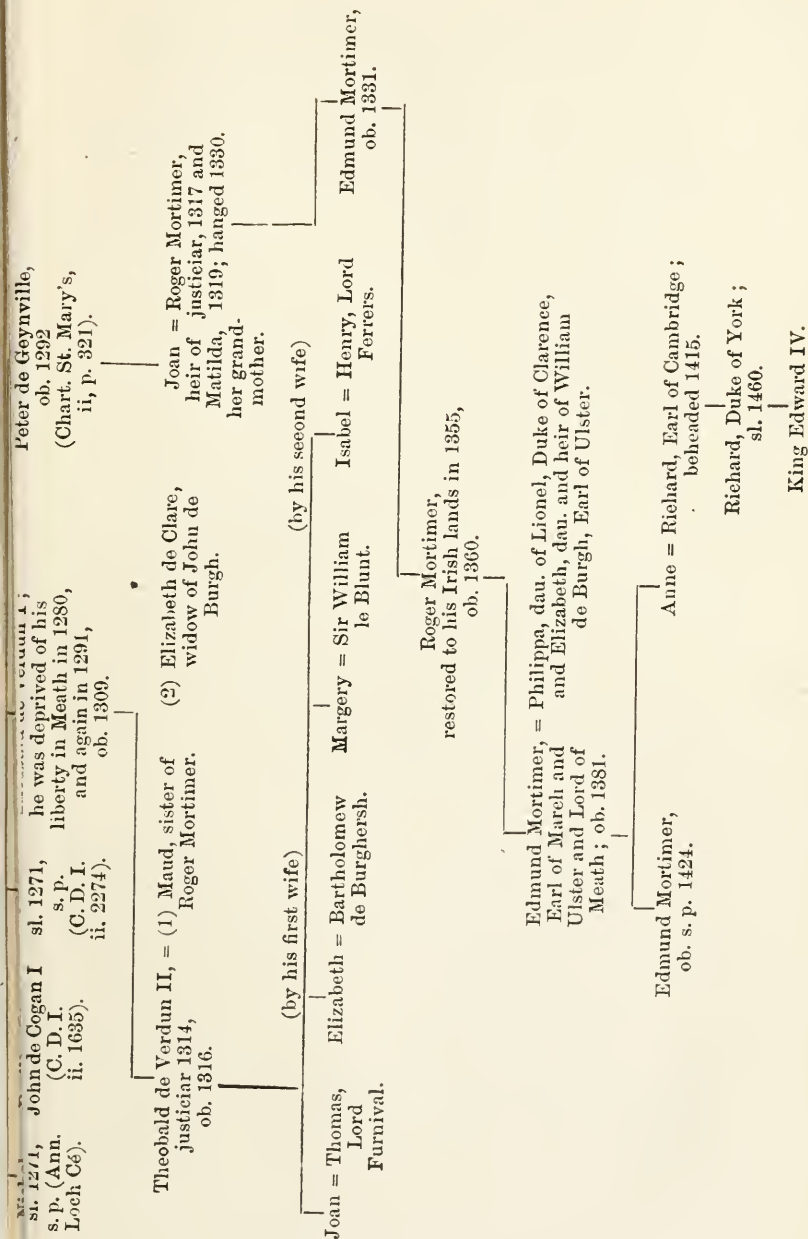 sl. 1271,
s. p. (Ann.
Loch Cé).
John de Cogan I
(C. D. I.
ii. 1635).
sl. 1271,
s. p.
(C. D. I.
ii. 2274).
he was deprived of his
liberty in Meath in 1280,
and again in 1291,
ob. 1309.
Peter de Geynville,
ob. 1292
(Chart. St. Mary's,
ii, p. 321).
Theobald de Verdun II, = (1) Maud, sister of
justiciar 1314,
ob. 1316.
Roger Mortimer.
(2) Elizabeth de Clare,
widow of John de
Burgh.
Joan = Roger Mortimer,
heir of justiciar, 1317 and
Matilda, 1319; hanged 1330.
her grand-
mother.
(by his first wife)
(by his second wife)
Joan = Thomas,
Lord
Furnival.
Elizabeth = Bartholomew
de Burghersh.
Margery = Sir William
le Blunt.
Isabel = Henry, Lord
Ferrers.
Edmund Mortimer,
ob. 1331.
Roger Mortimer,
restored to his Irish lands in 1355,
ob. 1360.
Edmund Mortimer, = Philippa, dau. of Lionel, Duke of Clarence,
Earl of March and and Elizabeth, dau. and heir of William
Ulster and Lord of de Burgh, Earl of Ulster.
Meath; ob. 1381.
Edmund Mortimer,
ob. s. p. 1424.
Anne = Richard, Earl of Cambridge;
beheaded 1415.
Richard, Duke of York;
sl. 1460.
King Edward IV.